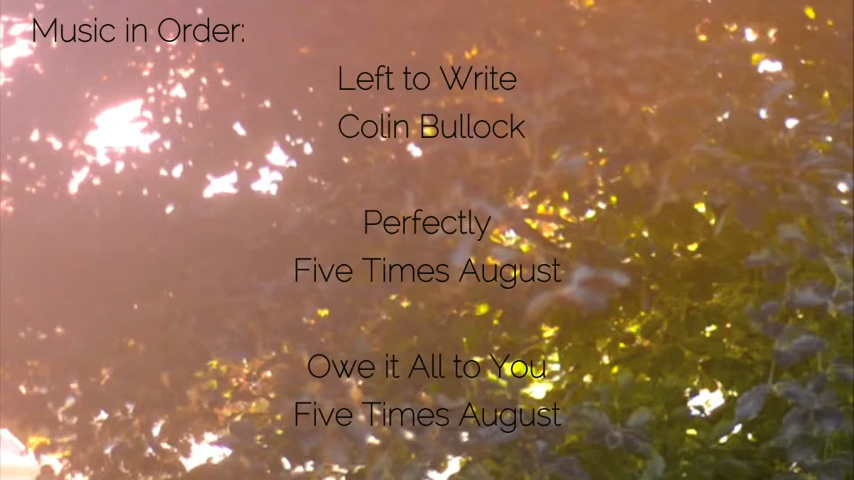 Music in Order:
Left to Write
Colin Bullock
Perfectly
Five Times August
Owe it All to You
Five Times August